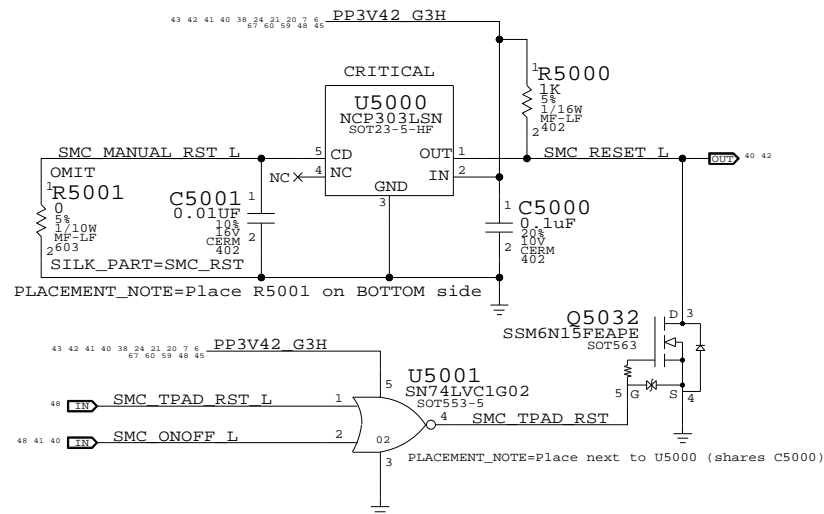 43 42 41 40 38 24 21 20 7 6
67 60 59 48 45
PP3V42_G3H
CRITICAL
U5000
NCP303LSN
SOT23-5-HF
1
R5000
1K
5%
1/16W
MF-LF
2 402
SMC_MANUAL_RST_L
5 CD
OUT 1
SMC_RESET_L
OUT 40 42
NC
4 NC
IN 2
GND
3
OMIT
1
R5001
0
5%
1/10W
MF-LF
2 603
C5001
0.01UF
10%
16V
CERM
402
1
2
1
C5000
0.1uF
20%
10V
2 CERM
402
SILK_PART=SMC_RST
PLACEMENT_NOTE=Place R5001 on BOTTOM side
Q5032
SSM6N15FEAPE
SOT563
D 3
5 G
S 4
43 42 41 40 38 24 21 20 7 6
67 60 59 48 45
PP3V42_G3H
5
U5001
SN74LVC1G02
SOT553-5
48 IN SMC_TPAD_RST_L 1
4
SMC_TPAD_RST
48 41 40 IN SMC_ONOFF_L 2
02
3
PLACEMENT_NOTE=Place next to U5000 (shares C5000)